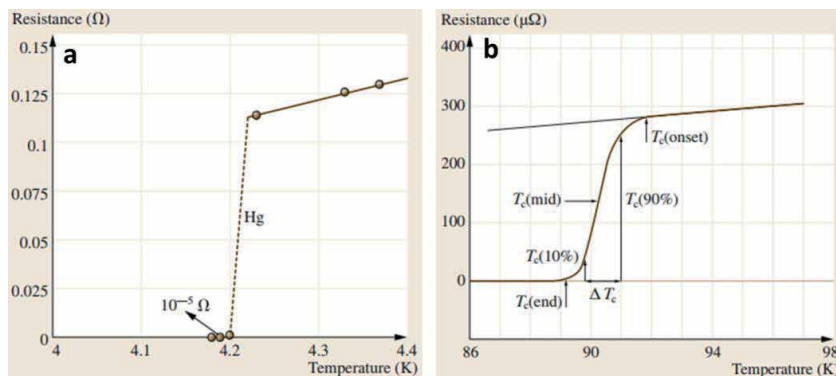 Resistance (Ω)
a
0.15
0.125
0.1
0.075
0.05
0.025
0
Hg
10⁻⁵ Ω
4
4.1
4.2
4.3
4.4
Temperature (K)
Resistance (μΩ)
b
400
300
200
100
0
Tc(onset)
Tc(mid)
Tc(90%)
Tc(10%)
Δ Tc
Tc(end)
86
90
94
98
Temperature (K)